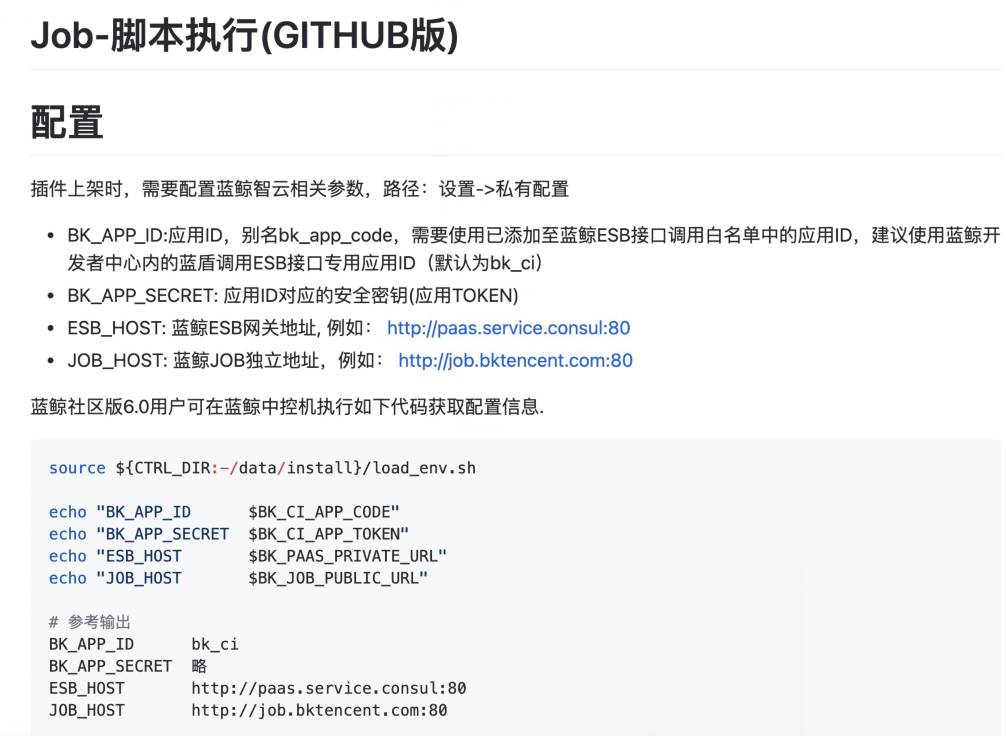 Job-脚本执行(GITHUB版)
配置
插件上架时，需要配置蓝鲸智云相关参数，路径：设置->私有配置
• BK_APP_ID:应用ID，别名bk_app_code，需要使用已添加至蓝鲸ESB接口调用白名单中的应用ID，建议使用蓝鲸开
发者中心内的蓝盾调用ESB接口专用应用ID（默认为bk_ci）
• BK_APP_SECRET: 应用ID对应的安全密钥(应用TOKEN)
• ESB_HOST: 蓝鲸ESB网关地址, 例如： http://paas.service.consul:80
• JOB_HOST: 蓝鲸JOB独立地址，例如： http://job.bktencent.com:80
蓝鲸社区版6.0用户可在蓝鲸中控机执行如下代码获取配置信息.
source ${CTRL_DIR:-/data/install}/load_env.sh
echo "BK_APP_ID      $BK_CI_APP_CODE"
echo "BK_APP_SECRET  $BK_CI_APP_TOKEN"
echo "ESB_HOST       $BK_PAAS_PRIVATE_URL"
echo "JOB_HOST       $BK_JOB_PUBLIC_URL"
# 参考输出
BK_APP_ID      bk_ci
BK_APP_SECRET  略
ESB_HOST       http://paas.service.consul:80
JOB_HOST       http://job.bktencent.com:80